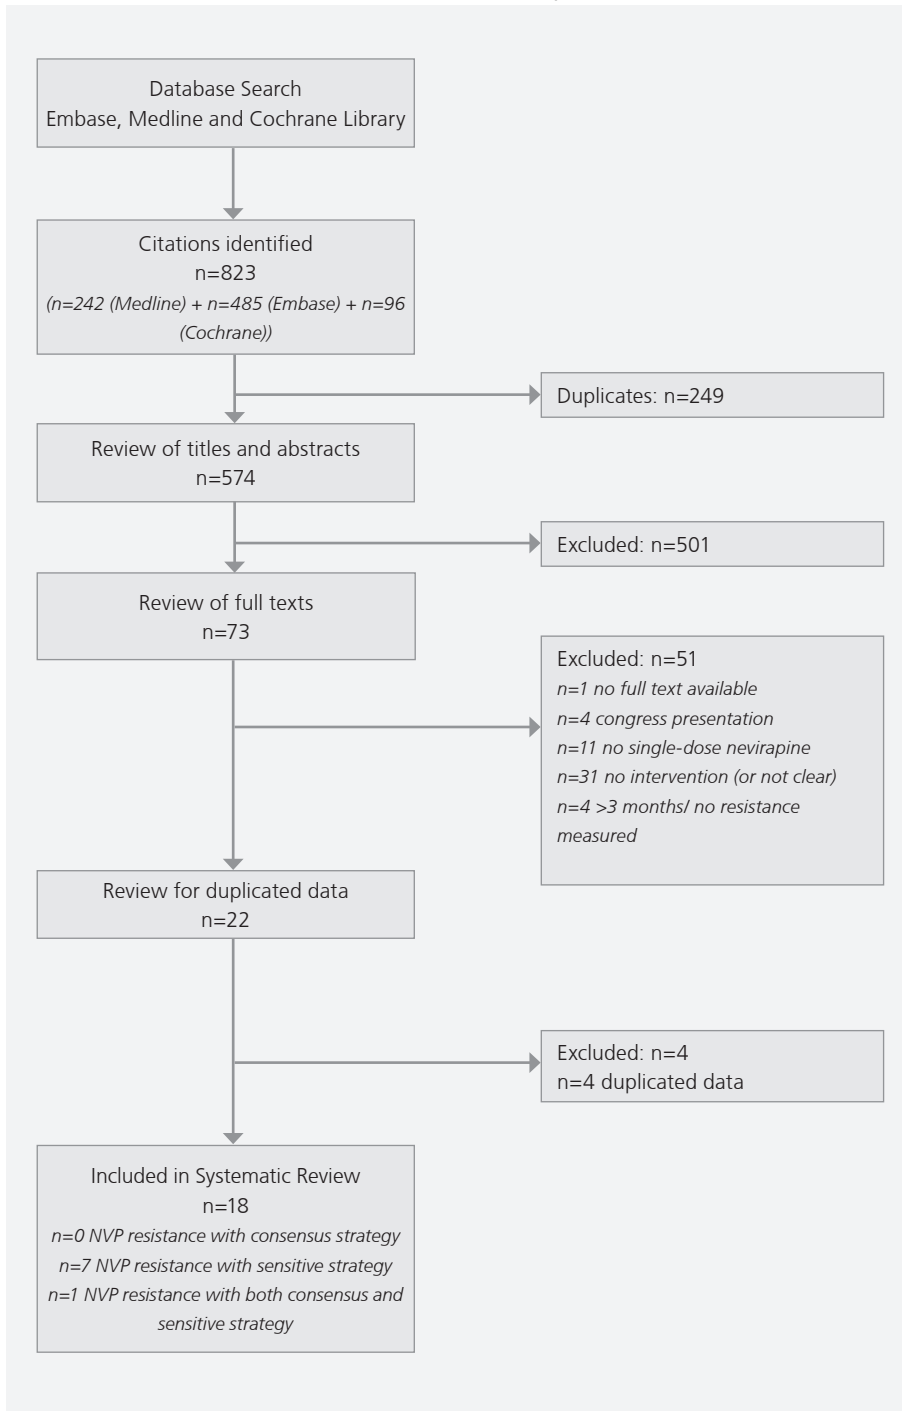 Database Search
Embase, Medline and Cochrane Library
Citations identified
n=823
(n=242 (Medline) + n=485 (Embase) + n=96
(Cochrane))
Duplicates: n=249
Review of titles and abstracts
n=574
Excluded: n=501
Review of full texts
n=73
Excluded: n=51
n=1 no full text available
n=4 congress presentation
n=11 no single-dose nevirapine
n=31 no intervention (or not clear)
n=4 >3 months/ no resistance
measured
Review for duplicated data
n=22
Excluded: n=4
n=4 duplicated data
Included in Systematic Review
n=18
n=0 NVP resistance with consensus strategy
n=7 NVP resistance with sensitive strategy
n=1 NVP resistance with both consensus and
sensitive strategy